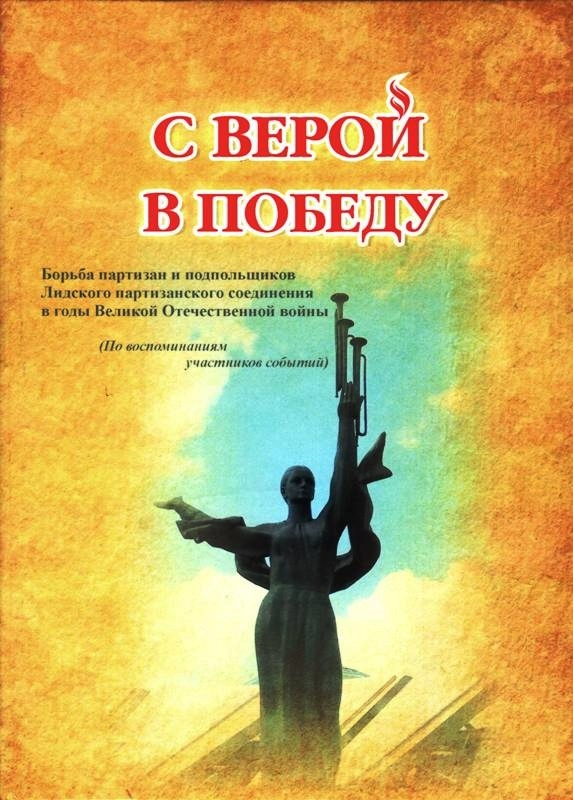 С ВЕРОЙ
В ПОБЕДУ
Борьба партизан и подпольщиков
Лидского партизанского соединения
в годы Великой Отечественной войны
(По воспоминаниям
участников событий)